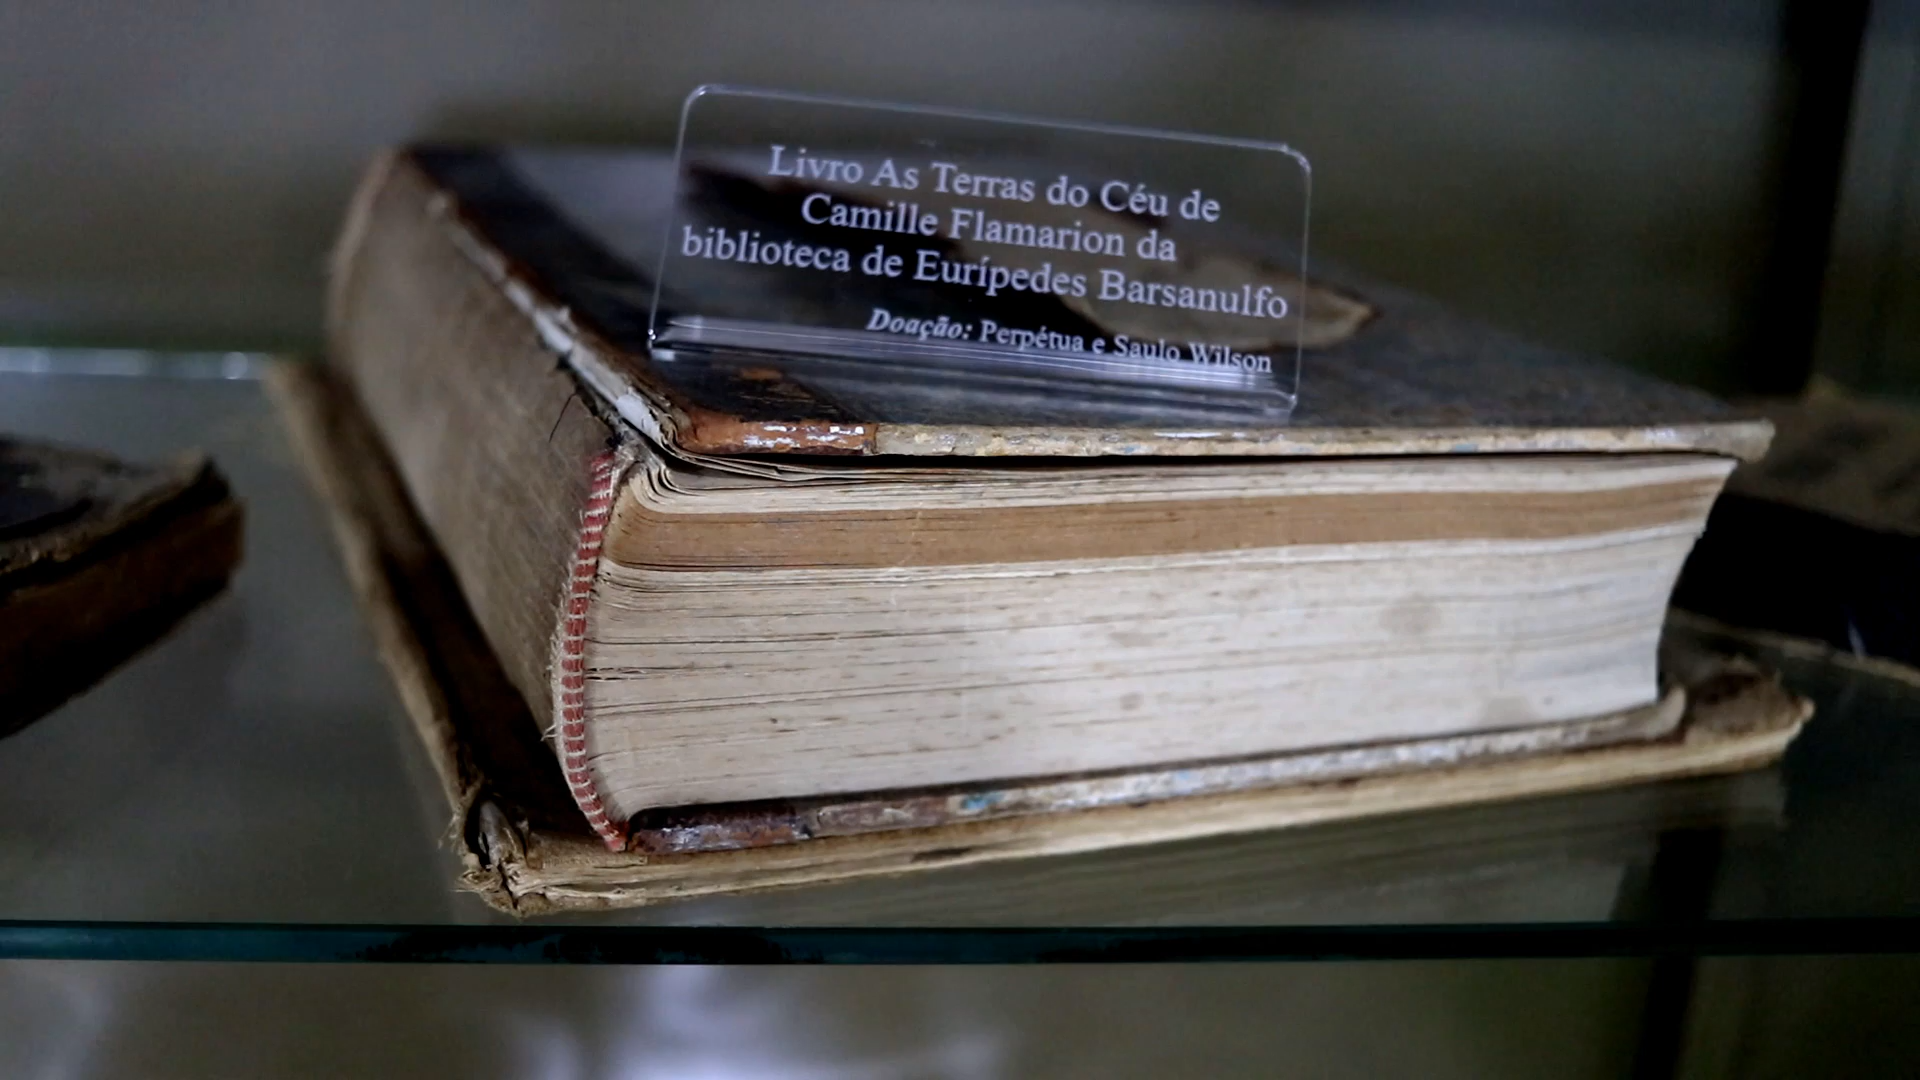 Livro As Terras do Céu de
Camille Flamarion da
biblioteca de Eurípedes Barsanulfo
Doação: Perpétua e Saulo Wilson